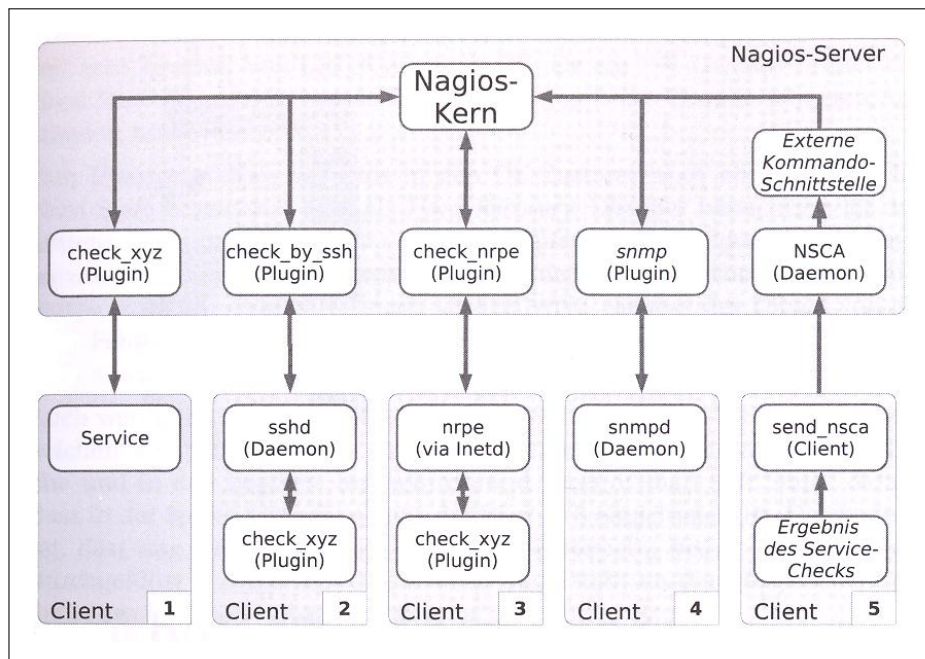 Nagios-Server
Nagios-
Kern
Externe
Kommando-
Schnittstelle
check_xyz
(Plugin)
check_by_ssh
(Plugin)
check_nrpe
(Plugin)
snmp
(Plugin)
NSCA
(Daemon)
Service
sshd
(Daemon)
nrpe
(via Inetd)
snmpd
(Daemon)
send_nsca
(Client)
check_xyz
(Plugin)
check_xyz
(Plugin)
Ergebnis
des Service-
Checks
Client 1
Client 2
Client 3
Client 4
Client 5